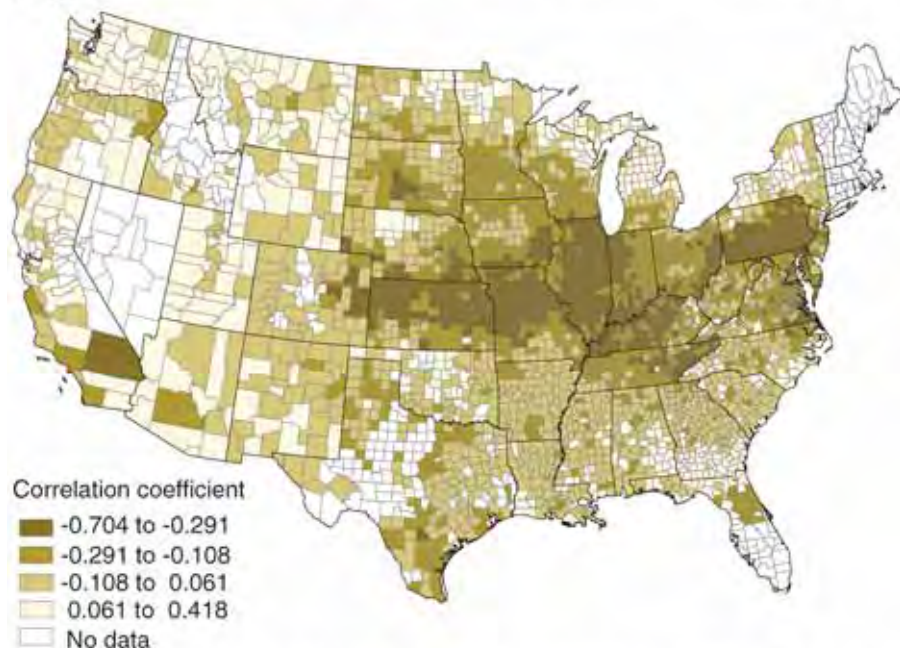 Correlation coefficient
-0.704 to -0.291
-0.291 to -0.108
-0.108 to 0.061
0.061 to 0.418
No data